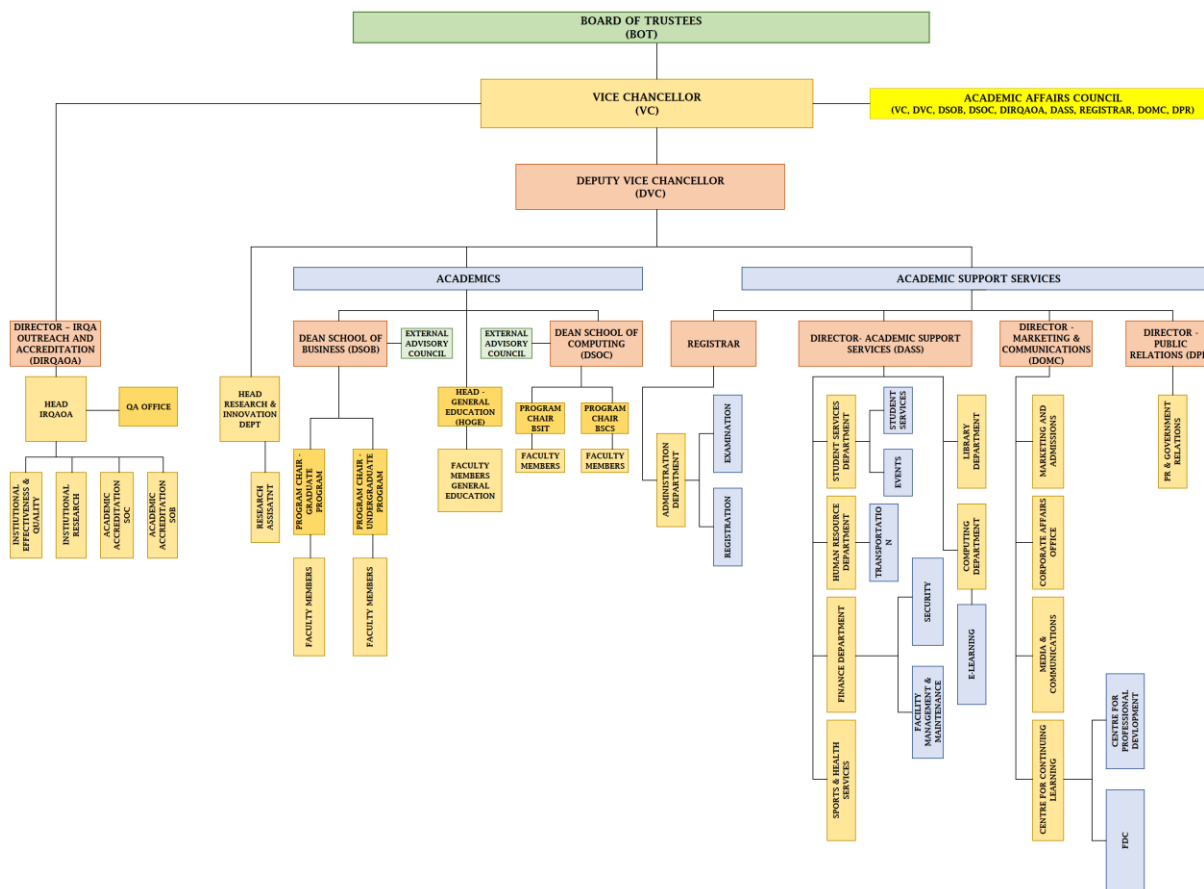 BOARD OF TRUSTEES
(BOT)
VICE CHANCELLOR
(VC)
ACADEMIC AFFAIRS COUNCIL
(VC, DVC, DSOB, DSOC, DIRQAOA, DASS, REGISTRAR, DOMC, DPR)
DEPUTY VICE CHANCELLOR
(DVC)
ACADEMICS
ACADEMIC SUPPORT SERVICES
DIRECTOR – IRQA
OUTREACH AND
ACCREDITATION
(DIRQAOA)
DEAN SCHOOL OF
BUSINESS (DSOB)
EXTERNAL
ADVISORY
COUNCIL
EXTERNAL
ADVISORY
COUNCIL
DEAN SCHOOL OF
COMPUTING
(DSOC)
REGISTRAR
DIRECTOR- ACADEMIC SUPPORT
SERVICES (DASS)
DIRECTOR -
MARKETING &
COMMUNICATIONS
(DOMC)
DIRECTOR -
PUBLIC
RELATIONS (DPR
HEAD
IRQAOA
QA OFFICE
HEAD
RESEARCH &
INNOVATION
DEPT
HEAD -
GENERAL
EDUCATION
(HOGE)
PROGRAM
CHAIR
BSIT
PROGRAM
CHAIR
BSCS
FACULTY
MEMBERS
FACULTY
MEMBERS
FACULTY
MEMBERS
GENERAL
EDUCATION
INSTITUTIONAL
EFFECTIVENESS &
QUALITY
INSTITUTIONAL
RESEARCH
ACADEMIC
ACCREDITATION
SOC
ACADEMIC
ACCREDITATION
SOB
RESEARCH
ASSISATNT
PROGRAM CHAIR -
GRADUATE
PROGRAM
PROGRAM CHAIR -
UNDERGRADUATE
PROGRAM
FACULTY MEMBERS
FACULTY MEMBERS
ADMINISTRATION
DEPARTMENT
EXAMINATION
REGISTRATION
STUDENT SERVICES
DEPARTMENT
STUDENT
SERVICES
EVENTS
LIBRARY
DEPARTMENT
HUMAN RESOURCE
DEPARTMENT
TRANSPORTATIO
N
COMPUTING
DEPARTMENT
FINANCE DEPARTMENT
SECURITY
FACILITY
MANAGEMENT &
MAINTENANCE
E-LEARNING
SPORTS & HEALTH
SERVICES
MARKETING AND
ADMISSIONS
CORPORATE AFFAIRS
OFFICE
MEDIA &
COMMUNICATIONS
CENTRE FOR CONTINUING
LEARNING
CENTRE FOR
PROFESSIONAL
DEVLOPMENT
FDC
PR & GOVERNMENT
RELATIONS